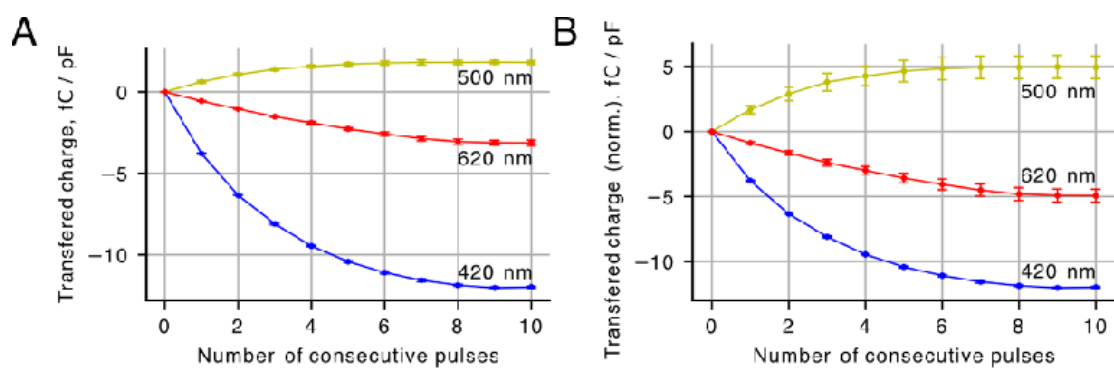 A
Transferred charge, fC / pF
0
−5
−10
500 nm
620 nm
420 nm
0 2 4 6 8 10
Number of consecutive pulses
B
Transferred charge (norm.). fC / pF
5
0
−5
−10
500 nm
620 nm
420 nm
0 2 4 6 8 10
Number of consecutive pulses